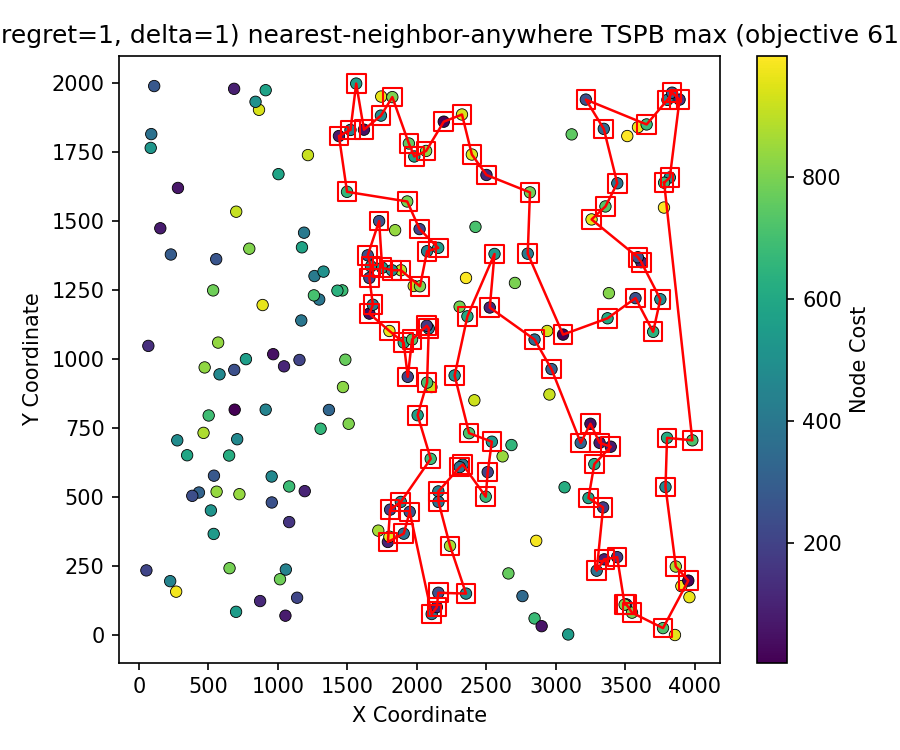 regret=1, delta=1) nearest-neighbor-anywhere TSPB max (objective 61
2000
1750
1500
1250
1000
750
500
250
0
Y Coordinate
0 500 1000 1500 2000 2500 3000 3500 4000
X Coordinate
800
600
400
200
Node Cost